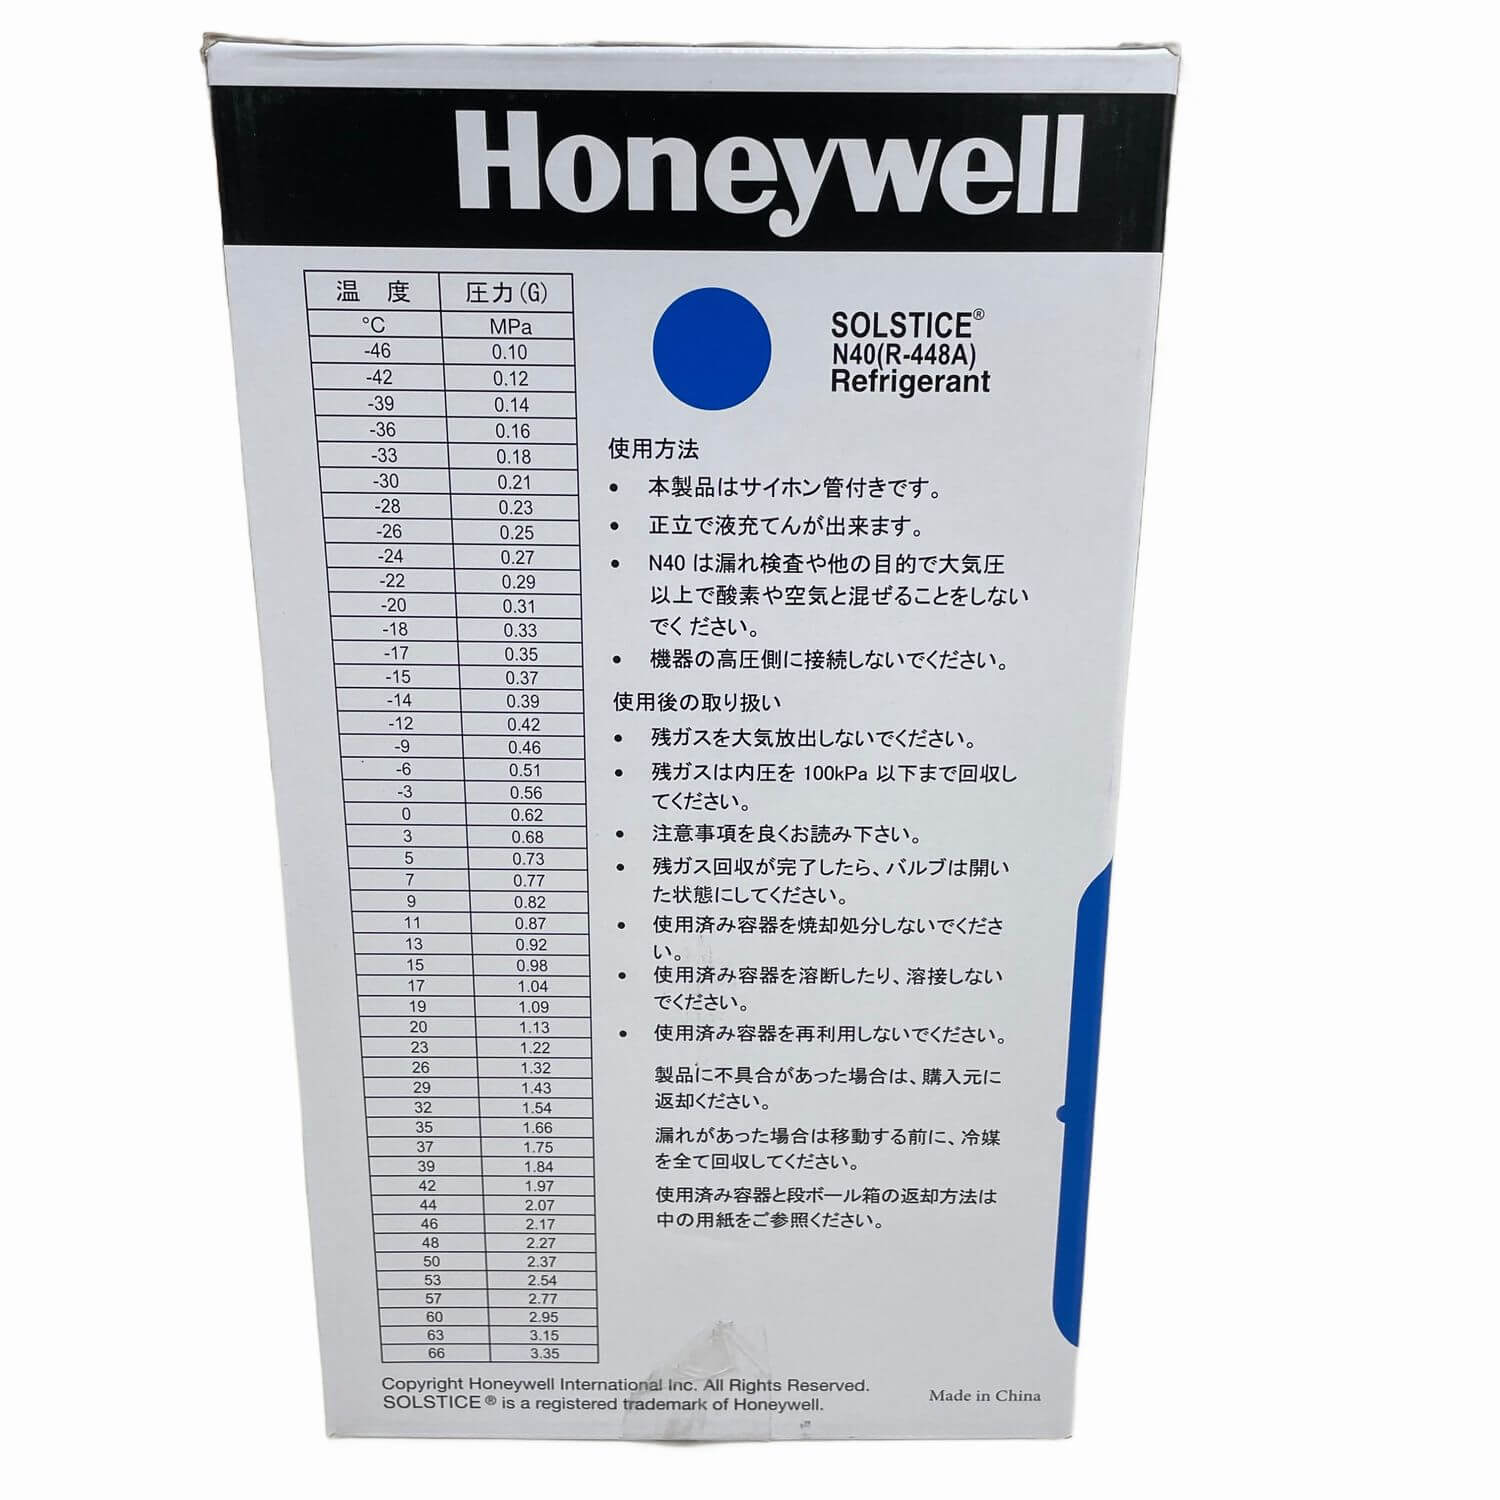 Honeywell
温 度 圧力(G)
°C MPa
-46 0.10
-42 0.12
-39 0.14
-36 0.16
-33 0.18
-30 0.21
-28 0.23
-26 0.25
-24 0.27
-22 0.29
-20 0.31
-18 0.33
-17 0.35
-15 0.37
-14 0.39
-12 0.42
-9 0.46
-6 0.51
-3 0.56
0 0.62
3 0.68
5 0.73
7 0.77
9 0.82
11 0.87
13 0.92
15 0.98
17 1.04
19 1.09
20 1.13
23 1.22
26 1.32
29 1.43
32 1.54
35 1.66
37 1.75
39 1.84
42 1.97
44 2.07
46 2.17
48 2.27
50 2.37
53 2.54
57 2.77
60 2.95
63 3.15
66 3.35
SOLSTICE®
N40(R-448A)
Refrigerant
使用方法
• 本製品はサイホン管付きです。
• 正立で液充てんが出来ます。
• N40 は漏れ検査や他の目的で大気圧
以上で酸素や空気と混ぜることをしない
でく ださい。
• 機器の高圧側に接続しないでください。
使用後の取り扱い
• 残ガスを大気放出しないでください。
• 残ガスは内圧を 100kPa 以下まで回収し
てください。
• 注意事項を良くお読み下さい。
• 残ガス回収が完了したら、バルブは開い
た状態にしてください。
• 使用済み容器を焼却処分しないでくださ
い。
• 使用済み容器を溶断したり、溶接しない
でください。
• 使用済み容器を再利用しないでください。
製品に不具合があった場合は、購入元に
返却ください。
漏れがあった場合は移動する前に、冷媒
を全て回収してください。
使用済み容器と段ボール箱の返却方法は
中の用紙をご参照ください。
Copyright Honeywell International Inc. All Rights Reserved.
SOLSTICE ® is a registered trademark of Honeywell.
Made in China